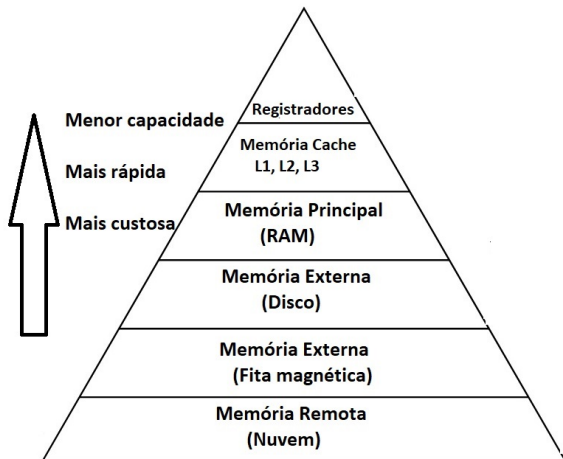 Registradores
Menor capacidade
Memória Cache
L1, L2, L3
Mais rápida
Memória Principal
(RAM)
Mais custosa
Memória Externa
(Disco)
Memória Externa
(Fita magnética)
Memória Remota
(Nuvem)